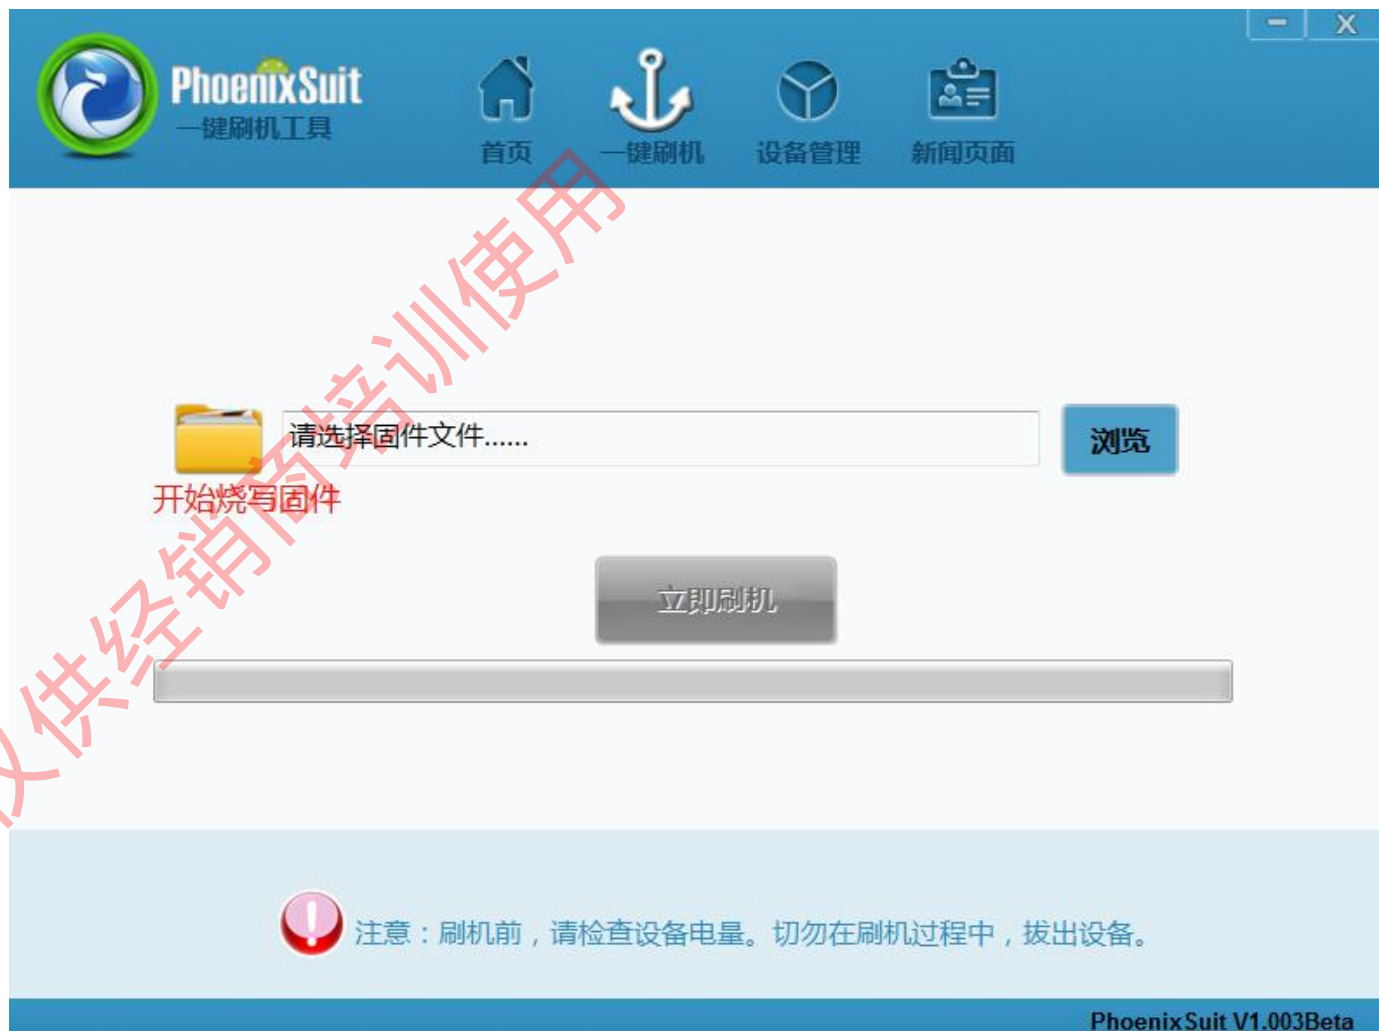 X
PhoenixSuit
一键刷机工具
首页
一键刷机
设备管理
新闻页面
请选择固件文件......
浏览
开始烧写固件
立即刷机
仅供经销商培训使用
注意：刷机前，请检查设备电量。切勿在刷机过程中，拔出设备。
PhoenixSuit V1.003Beta